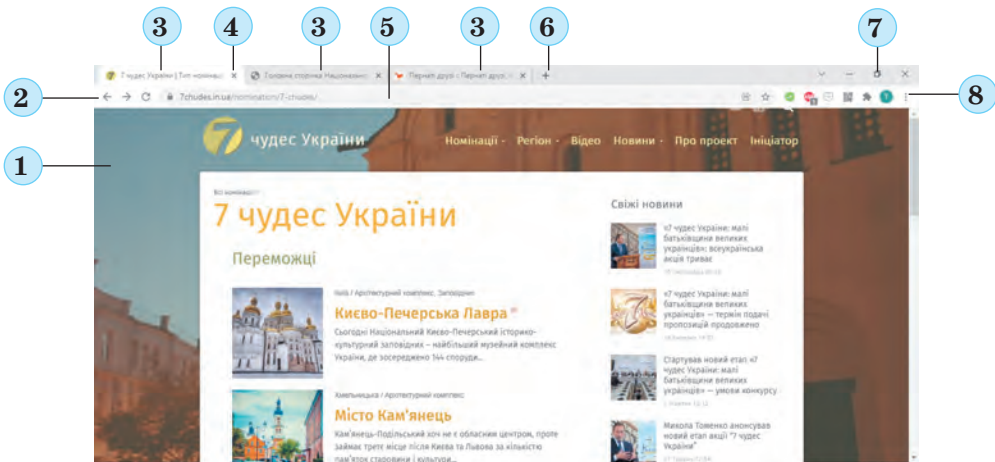 3 4 3 5 3 6 7
7 чудес України | Тип номінац
Головна сторінка Національно
Пернаті друзі – Пернаті друзі,
2
8
7chudes.in.ua/nomination/7-chudes/
1
7 чудес України
Номінації Регіон Відео Новини Про проект Ініціатор
Всі номінації
7 чудес України
Переможці
Київ / Архітектурний комплекс, Заповідник
Києво-Печерська Лавра
Сьогодні Національний Києво-Печерський історико-
культурний заповідник – найбільший музейний комплекс
України, де зосереджено 144 споруди...
Хмельницька / Архітектурний комплекс
Місто Кам'янець
Кам'янець-Подільський хоч не є обласним центром, проте
займає третє місце після Києва та Львова за кількістю
пам'яток старовини і культури...
Свіжі новини
«7 чудес України: малі
батьківщини великих
українців»: всеукраїнська
акція триває
«7 чудес України: малі
батьківщини великих
українців» — термін подачі
пропозицій продовжено
Стартував новий етап «7
чудес України: малі
батьківщини великих
українців» — умови конкурсу
Микола Томенко анонсував
новий етап акції "7 чудес
України"